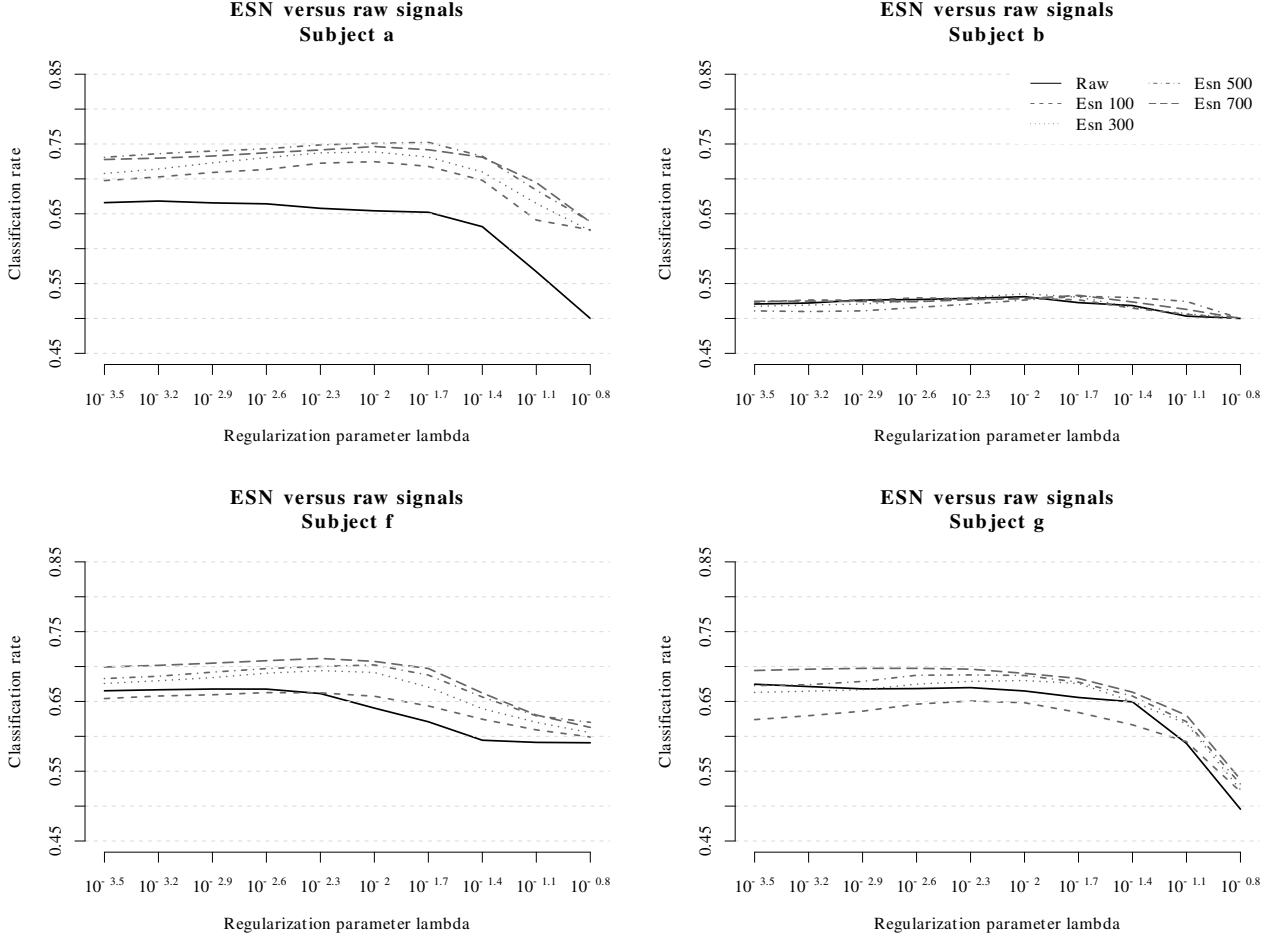 ESN versus raw signals
Subject a
Classification rate
0.85
0.75
0.65
0.55
0.45
10^- 3.5 10^- 3.2 10^- 2.9 10^- 2.6 10^- 2.3 10^- 2 10^- 1.7 10^- 1.4 10^- 1.1 10^- 0.8
Regularization parameter lambda
ESN versus raw signals
Subject b
Raw
Esn 100
Esn 300
Esn 500
Esn 700
Classification rate
0.85
0.75
0.65
0.55
0.45
10^- 3.5 10^- 3.2 10^- 2.9 10^- 2.6 10^- 2.3 10^- 2 10^- 1.7 10^- 1.4 10^- 1.1 10^- 0.8
Regularization parameter lambda
ESN versus raw signals
Subject f
Classification rate
0.85
0.75
0.65
0.55
0.45
10^- 3.5 10^- 3.2 10^- 2.9 10^- 2.6 10^- 2.3 10^- 2 10^- 1.7 10^- 1.4 10^- 1.1 10^- 0.8
Regularization parameter lambda
ESN versus raw signals
Subject g
Classification rate
0.85
0.75
0.65
0.55
0.45
10^- 3.5 10^- 3.2 10^- 2.9 10^- 2.6 10^- 2.3 10^- 2 10^- 1.7 10^- 1.4 10^- 1.1 10^- 0.8
Regularization parameter lambda